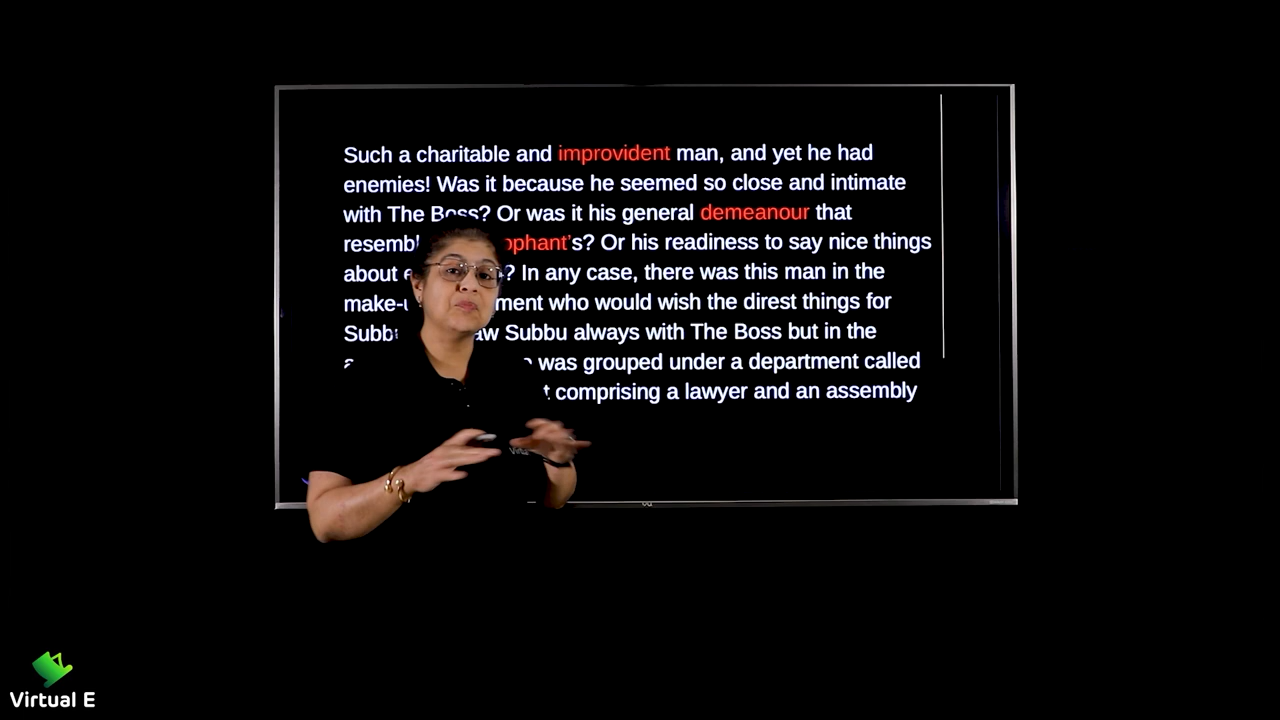 Such a charitable and improvident man, and yet he had
enemies! Was it because he seemed so close and intimate
with The Boss? Or was it his general demeanour that
resembl ophant's? Or his readiness to say nice things
about e ? In any case, there was this man in the
make-u ment who would wish the direst things for
Subb aw Subbu always with The Boss but in the
was grouped under a department called
t comprising a lawyer and an assembly
Virtual E